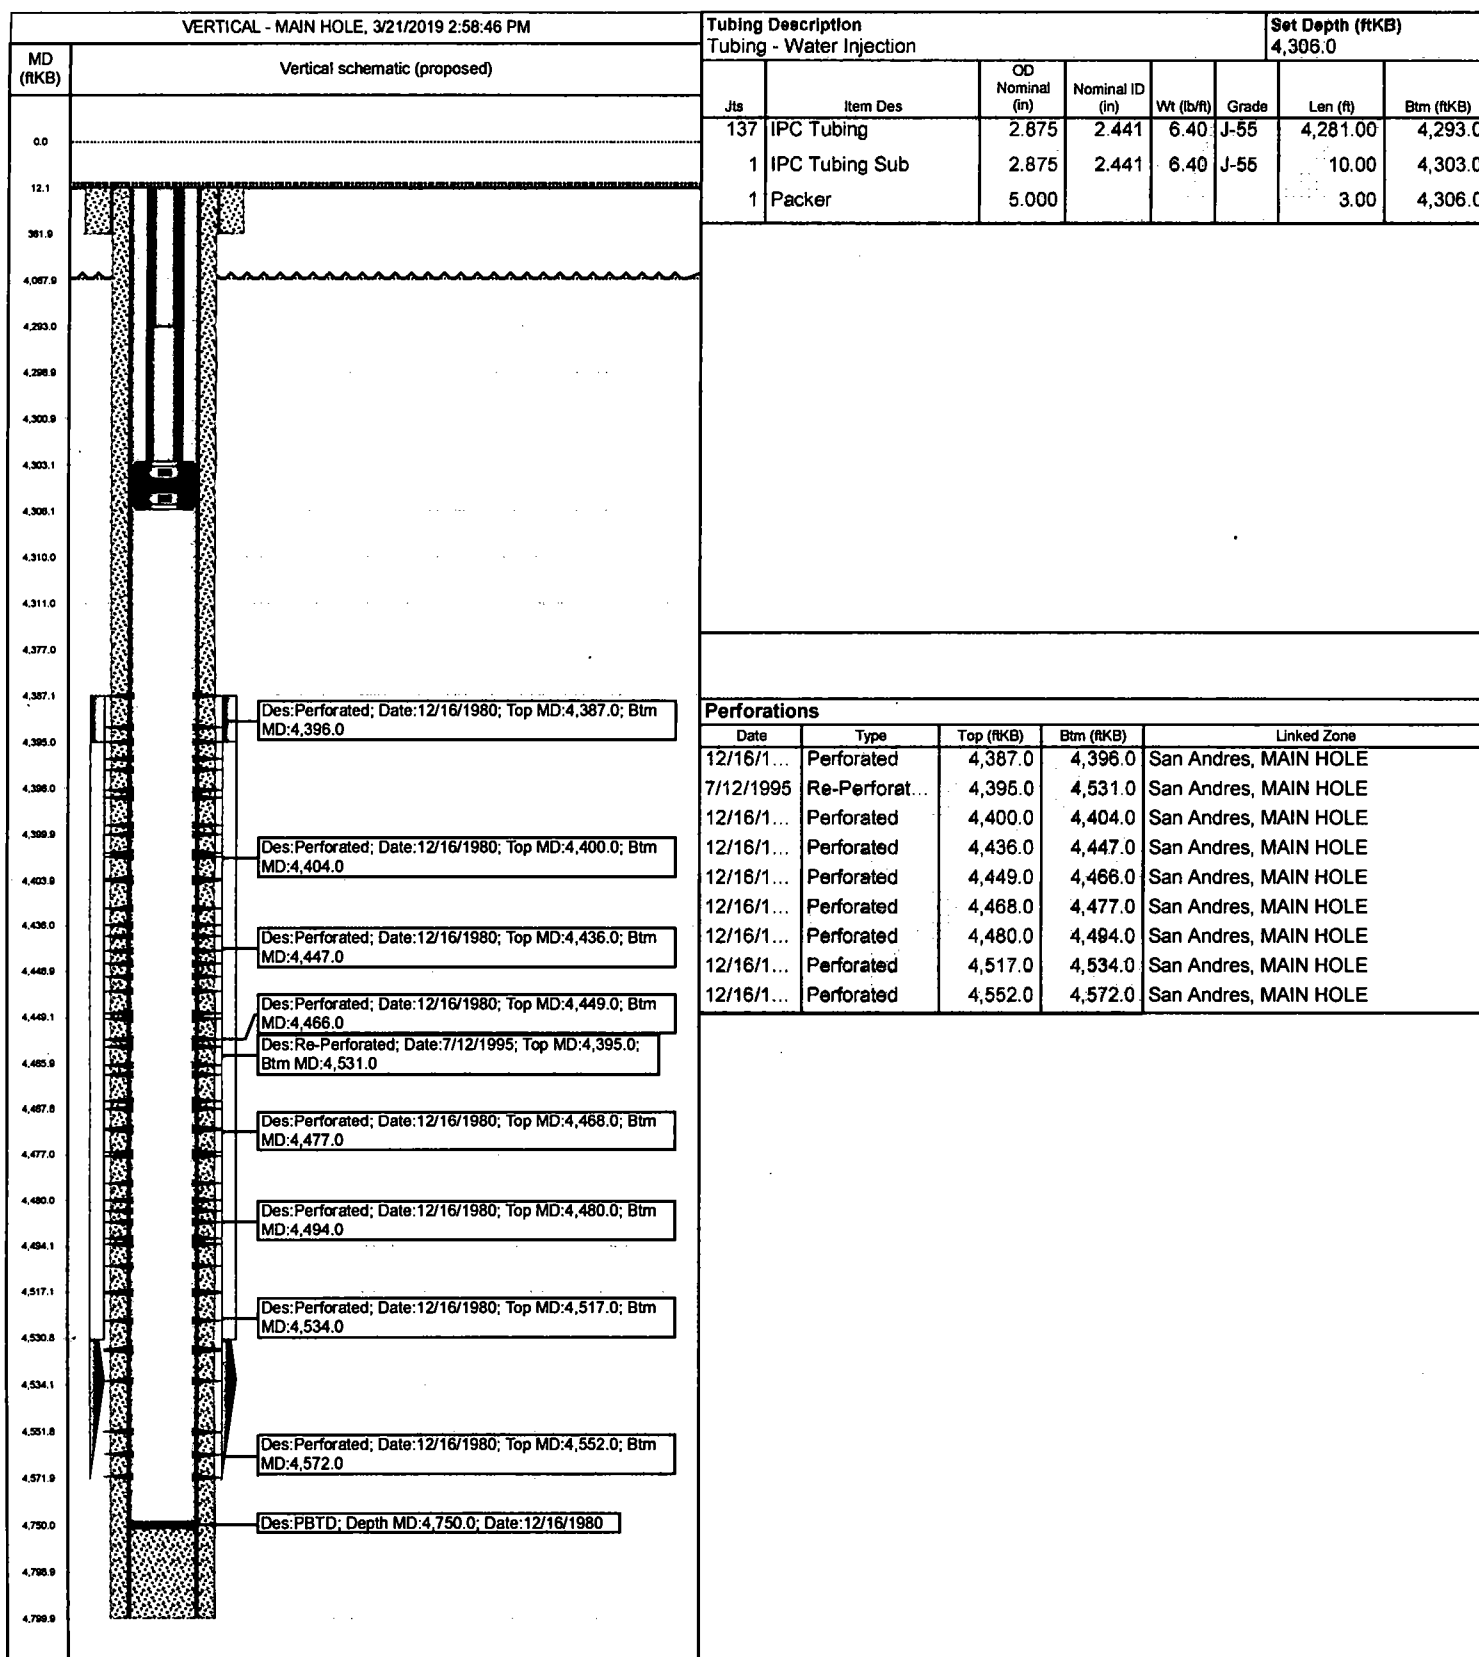 VERTICAL - MAIN HOLE, 3/21/2019 2:58:46 PM
MD (ftKB)
Vertical schematic (proposed)
0.0
12.1
361.9
4,067.9
4,293.0
4,298.9
4,300.9
4,303.1
4,306.1
4,310.0
4,311.0
4,377.0
4,387.1
4,395.0
4,396.0
4,399.9
4,403.9
4,436.0
4,446.9
4,449.1
4,465.9
4,467.8
4,477.0
4,480.0
4,494.1
4,517.1
4,530.8
4,534.1
4,551.8
4,571.9
4,750.0
4,798.9
4,799.9
Des:Perforated; Date:12/16/1980; Top MD:4,387.0; Btm
MD:4,396.0
Des:Perforated; Date:12/16/1980; Top MD:4,400.0; Btm
MD:4,404.0
Des:Perforated; Date:12/16/1980; Top MD:4,436.0; Btm
MD:4,447.0
Des:Perforated; Date:12/16/1980; Top MD:4,449.0; Btm
MD:4,466.0
Des:Re-Perforated; Date:7/12/1995; Top MD:4,395.0;
Btm MD:4,531.0
Des:Perforated; Date:12/16/1980; Top MD:4,468.0; Btm
MD:4,477.0
Des:Perforated; Date:12/16/1980; Top MD:4,480.0; Btm
MD:4,494.0
Des:Perforated; Date:12/16/1980; Top MD:4,517.0; Btm
MD:4,534.0
Des:Perforated; Date:12/16/1980; Top MD:4,552.0; Btm
MD:4,572.0
Des:PBTD; Depth MD:4,750.0; Date:12/16/1980
Tubing Description Set Depth (ftKB)
Tubing - Water Injection 4,306.0
Jts Item Des OD Nominal (in) Nominal ID (in) Wt (lb/ft) Grade Len (ft) Btm (ftKB)
137 IPC Tubing 2.875 2.441 6.40 J-55 4,281.00 4,293.0
1 IPC Tubing Sub 2.875 2.441 6.40 J-55 10.00 4,303.0
1 Packer 5.000 3.00 4,306.0
Perforations
Date Type Top (ftKB) Btm (ftKB) Linked Zone
12/16/1... Perforated 4,387.0 4,396.0 San Andres, MAIN HOLE
7/12/1995 Re-Perforat... 4,395.0 4,531.0 San Andres, MAIN HOLE
12/16/1... Perforated 4,400.0 4,404.0 San Andres, MAIN HOLE
12/16/1... Perforated 4,436.0 4,447.0 San Andres, MAIN HOLE
12/16/1... Perforated 4,449.0 4,466.0 San Andres, MAIN HOLE
12/16/1... Perforated 4,468.0 4,477.0 San Andres, MAIN HOLE
12/16/1... Perforated 4,480.0 4,494.0 San Andres, MAIN HOLE
12/16/1... Perforated 4,517.0 4,534.0 San Andres, MAIN HOLE
12/16/1... Perforated 4,552.0 4,572.0 San Andres, MAIN HOLE